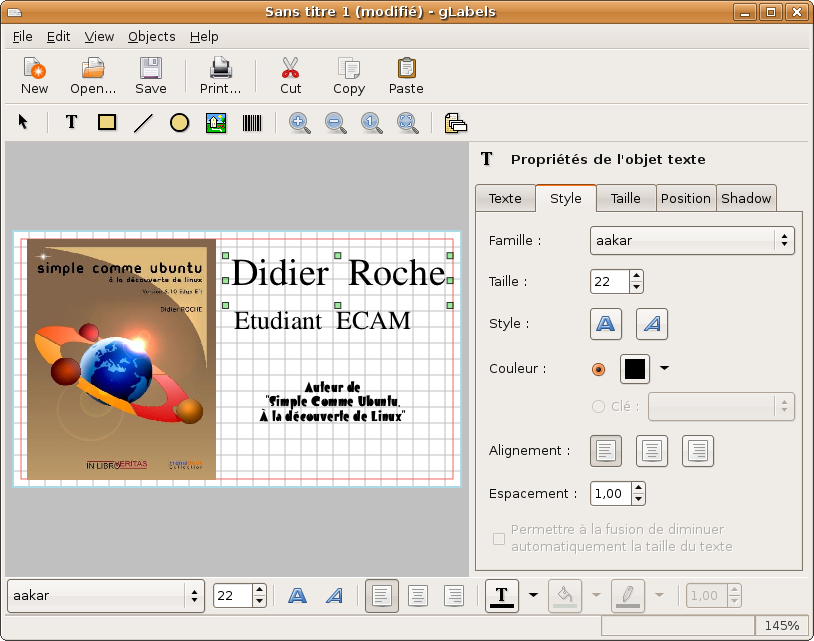 Sans titre 1 (modifié) - gLabels
File Edit View Objects Help
New Open... Save Print... Cut Copy Paste
T
T Propriétés de l'objet texte
Texte Style Taille Position Shadow
Famille : aakar
Taille : 22
Style : A A
Couleur :
Clé :
Alignement :
Espacement : 1,00
Permettre à la fusion de diminuer
automatiquement la taille du texte
simple comme ubuntu
à la découverte de linux
Didier ROCHE
IN LIBRO VERITAS
Didier Roche
Etudiant ECAM
Auteur de
"Simple Comme Ubuntu,
À la découverte de Linux"
aakar 22 A A T 1,00
145%